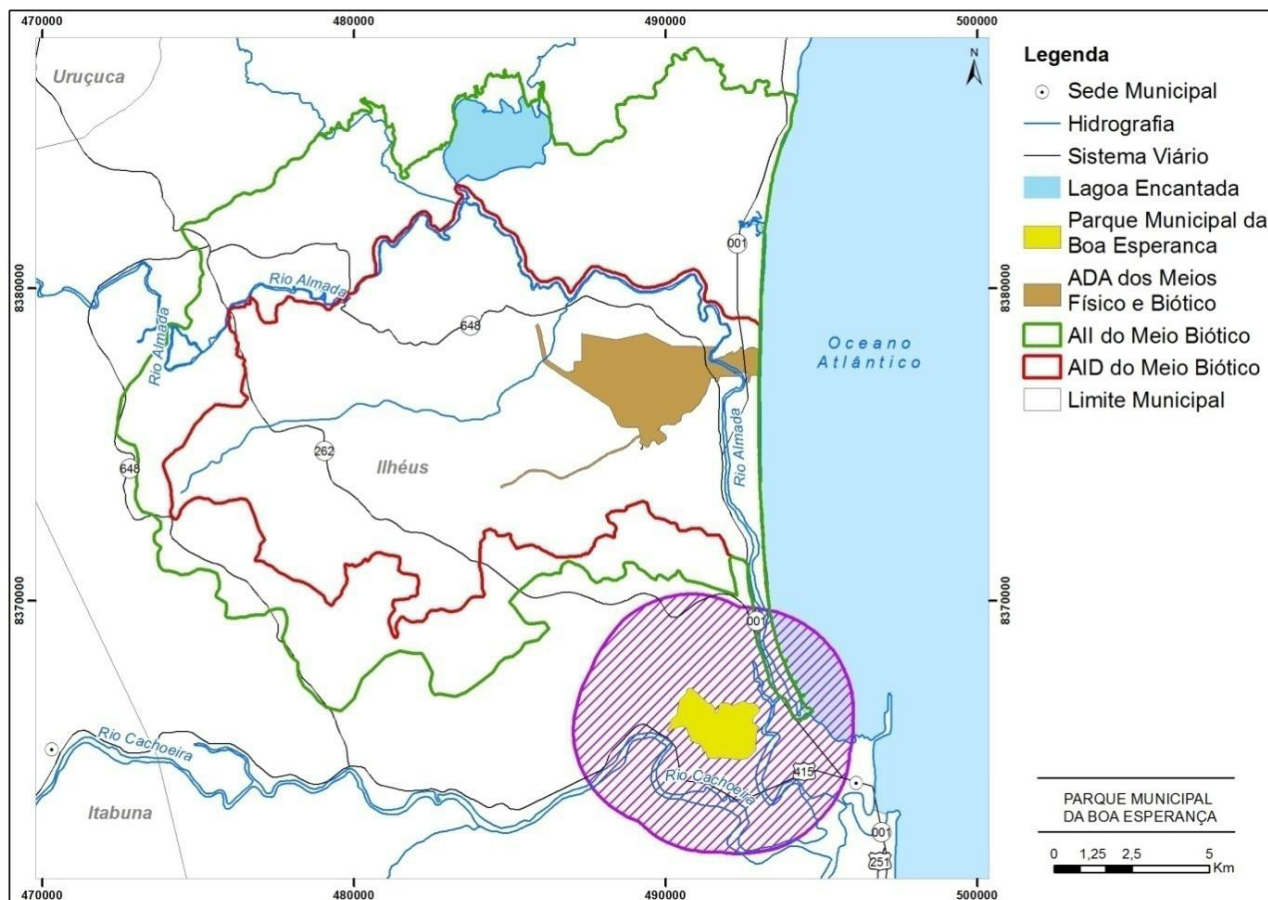 470000
480000
490000
500000
Uruçuca
N
001
8380000
8380000
Rio Almada
Rio Almada
648
Oceano
Atlântico
Rio Almada
262
648
Ilhéus
8370000
8370000
001
Rio Cachoeira
Rio Cachoeira
415
Itabuna
001
251
470000
480000
490000
500000
Legenda
Sede Municipal
Hidrografia
Sistema Viário
Lagoa Encantada
Parque Municipal da
Boa Esperanca
ADA dos Meios
Físico e Biótico
AII do Meio Biótico
AID do Meio Biótico
Limite Municipal
PARQUE MUNICIPAL
DA BOA ESPERANÇA
0 1,25 2,5 5
Km